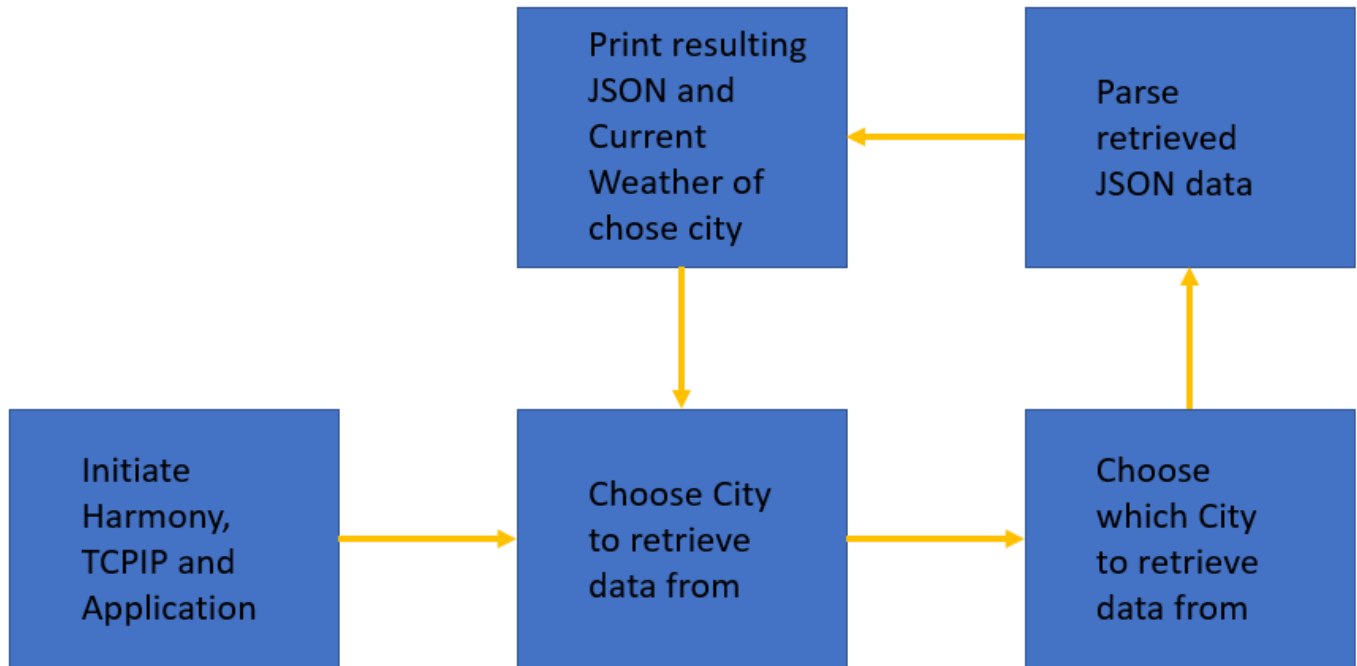 Print resulting
JSON and
Current
Weather of
chose city
Parse
retrieved
JSON data
Initiate
Harmony,
TCPIP and
Application
Choose City
to retrieve
data from
Choose
which City
to retrieve
data from